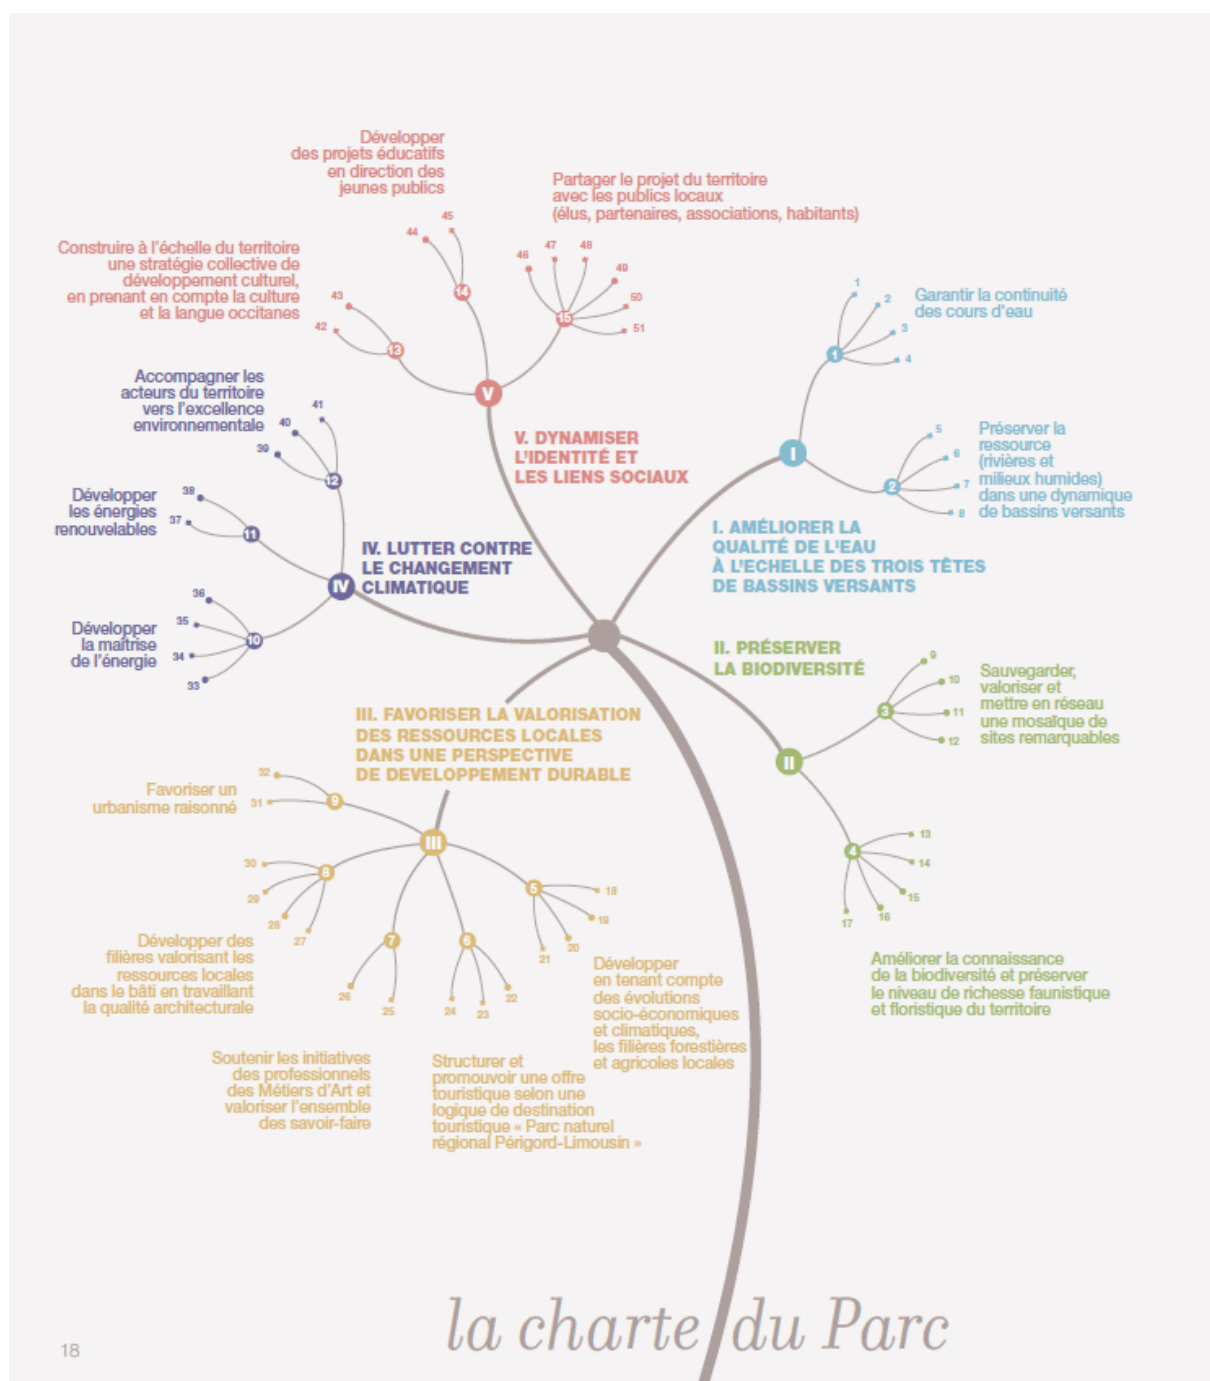 Développer
des projets éducatifs
en direction des
jeunes publics
45
44
14
Partager le projet du territoire
avec les publics locaux
(élus, partenaires, associations, habitants)
46
47
48
49
50
51
15
Construire à l'échelle du territoire
une stratégie collective de
développement culturel,
en prenant en compte la culture
et la langue occitanes
43
42
13
V
V. DYNAMISER
L'IDENTITÉ ET
LES LIENS SOCIAUX
1
2
3
4
1
Garantir la continuité
des cours d'eau
I
5
6
7
8
2
Préserver la
ressource
(rivières et
milieux humides)
dans une dynamique
de bassins versants
I. AMÉLIORER LA
QUALITÉ DE L'EAU
À L'ECHELLE DES TROIS TÊTES
DE BASSINS VERSANTS
Accompagner les
acteurs du territoire
vers l'excellence
environnementale
41
40
39
12
Développer
les énergies
renouvelables
38
37
11
IV. LUTTER CONTRE
LE CHANGEMENT
CLIMATIQUE
IV
Développer
la maîtrise
de l'énergie
36
35
34
33
10
II. PRÉSERVER
LA BIODIVERSITÉ
9
10
11
12
3
Sauvegarder,
valoriser et
mettre en réseau
une mosaïque de
sites remarquables
II
13
14
15
16
17
4
Améliorer la connaissance
de la biodiversité et préserver
le niveau de richesse faunistique
et floristique du territoire
III. FAVORISER LA VALORISATION
DES RESSOURCES LOCALES
DANS UNE PERSPECTIVE
DE DEVELOPPEMENT DURABLE
III
Favoriser un
urbanisme raisonné
32
31
9
30
29
28
27
8
Développer des
filières valorisant les
ressources locales
dans le bâti en travaillant
la qualité architecturale
7
26
25
Soutenir les initiatives
des professionnels
des Métiers d'Art et
valoriser l'ensemble
des savoir-faire
6
24
23
22
Structurer et
promouvoir une offre
touristique selon une
logique de destination
touristique « Parc naturel
régional Périgord-Limousin »
5
18
19
20
21
Développer
en tenant compte
des évolutions
socio-économiques
et climatiques,
les filières forestières
et agricoles locales
la charte du Parc
18